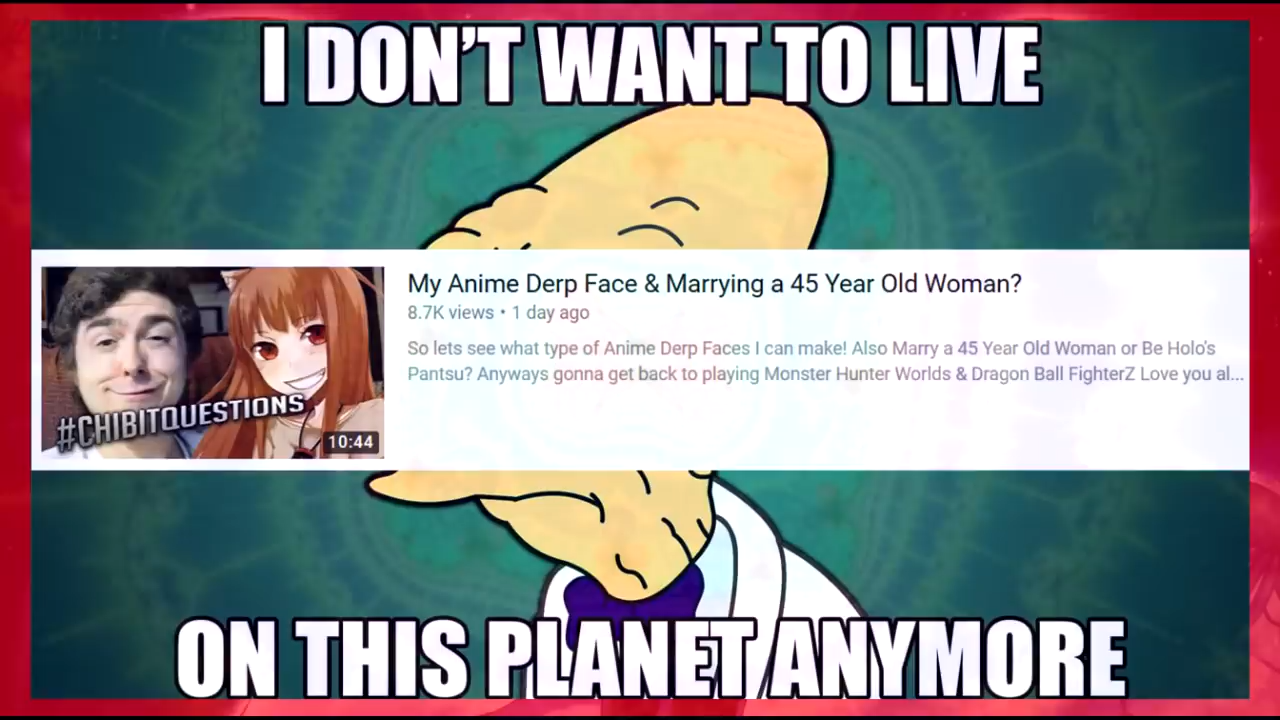 I DON'T WANT TO LIVE
My Anime Derp Face & Marrying a 45 Year Old Woman?
8.7K views • 1 day ago
So lets see what type of Anime Derp Faces I can make! Also Marry a 45 Year Old Woman or Be Holo's
Pantsu? Anyways gonna get back to playing Monster Hunter Worlds & Dragon Ball FighterZ Love you al...
#CHIBITQUESTIONS
10:44
ON THIS PLANET ANYMORE